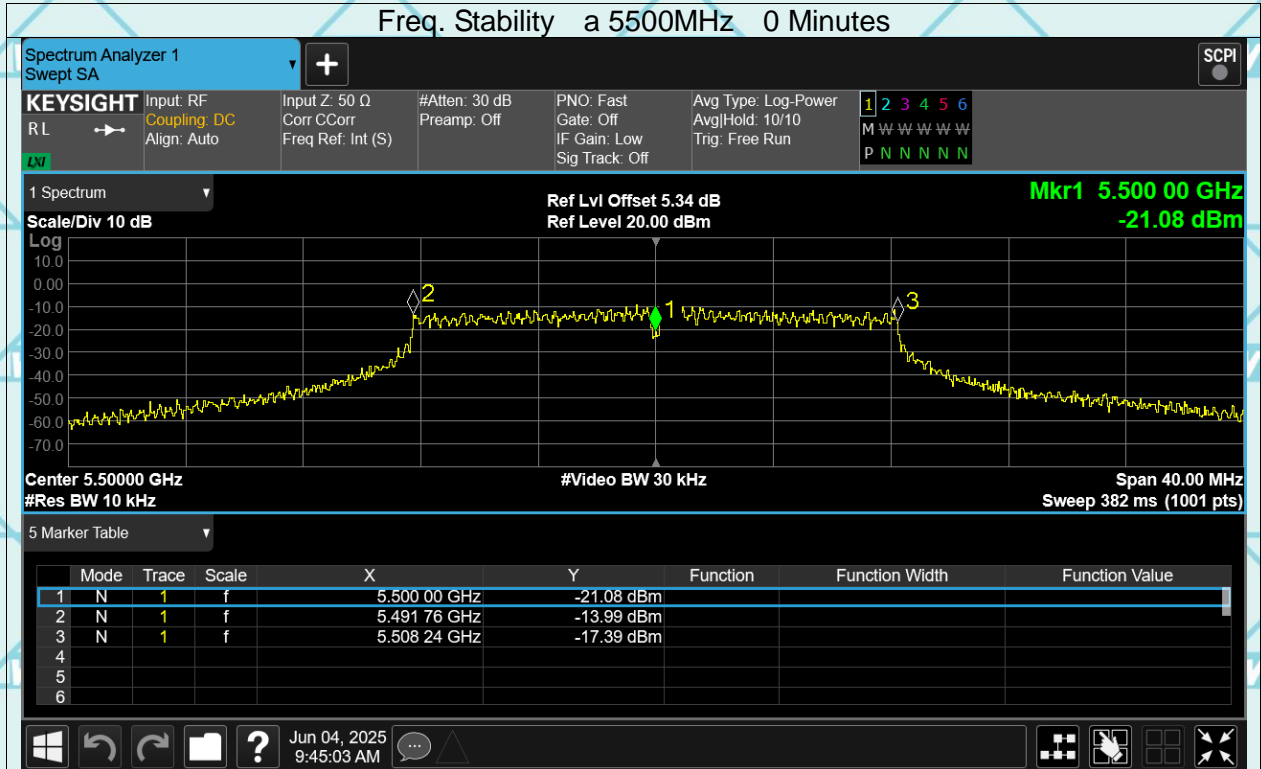 Freq. Stability a 5500MHz 0 Minutes
Spectrum Analyzer 1
Swept SA
+
SCPI
KEYSIGHT
R L
LXI
Input: RF
Coupling: DC
Align: Auto
Input Z: 50 Ω
Corr CCorr
Freq Ref: Int (S)
#Atten: 30 dB
Preamp: Off
PNO: Fast
Gate: Off
IF Gain: Low
Sig Track: Off
Avg Type: Log-Power
Avg|Hold: 10/10
Trig: Free Run
1 2 3 4 5 6
M W W W W W
P N N N N N
1 Spectrum
Scale/Div 10 dB
Ref Lvl Offset 5.34 dB
Ref Level 20.00 dBm
Mkr1 5.500 00 GHz
-21.08 dBm
Log
10.0
0.00
-10.0
-20.0
-30.0
-40.0
-50.0
-60.0
-70.0
2
1
3
Center 5.50000 GHz
#Res BW 10 kHz
#Video BW 30 kHz
Span 40.00 MHz
Sweep 382 ms (1001 pts)
5 Marker Table
Mode Trace Scale X Y Function Function Width Function Value
1 N 1 f 5.500 00 GHz -21.08 dBm
2 N 1 f 5.491 76 GHz -13.99 dBm
3 N 1 f 5.508 24 GHz -17.39 dBm
4
5
6
?
Jun 04, 2025
9:45:03 AM